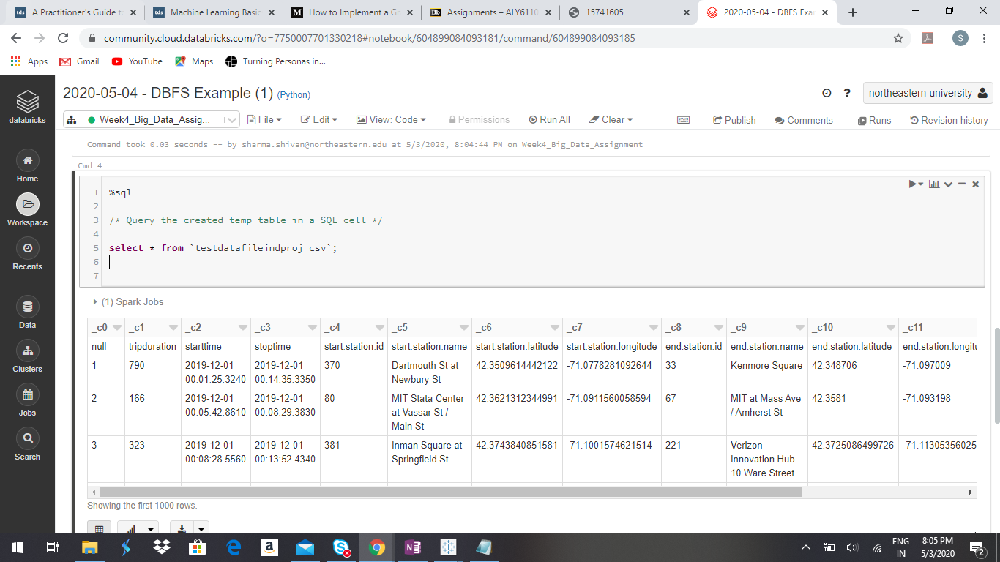 A Practitioner's Guide t
Machine Learning Basic
How to Implement a Gr
Assignments – ALY6110
15741605
2020-05-04 - DBFS Exam
community.cloud.databricks.com/?o=7750007701330218#notebook/604899084093181/command/604899084093185
S
Apps
Gmail
YouTube
Maps
Turning Personas in...
databricks
Home
Workspace
Recents
Data
Clusters
Jobs
Search
2020-05-04 - DBFS Example (1) (Python)
? northeastern university
Week4_Big_Data_Assig...
File
Edit
View: Code
Permissions
Run All
Clear
Publish
Comments
Runs
Revision history
Command took 0.03 seconds -- by sharma.shivan@northeastern.edu at 5/3/2020, 8:04:44 PM on Week4_Big_Data_Assignment
Cmd 4
1 %sql
2
3 /* Query the created temp table in a SQL cell */
4
5 select * from `testdatafileindproj_csv`;
6
7
(1) Spark Jobs
_c0 _c1 _c2 _c3 _c4 _c5 _c6 _c7 _c8 _c9 _c10 _c11
null tripduration starttime stoptime start.station.id start.station.name start.station.latitude start.station.longitude end.station.id end.station.name end.station.latitude end.station.longitu
1 790 2019-12-01 2019-12-01 370 Dartmouth St at 42.3509614442122 -71.0778281092644 33 Kenmore Square 42.348706 -71.097009
00:01:25.3240 00:14:35.3350 Newbury St
2 166 2019-12-01 2019-12-01 80 MIT Stata Center 42.3621312344991 -71.0911560058594 67 MIT at Mass Ave 42.3581 -71.093198
00:05:42.8610 00:08:29.3830 at Vassar St / / Amherst St
Main St
3 323 2019-12-01 2019-12-01 381 Inman Square at 42.3743840851581 -71.1001574621514 221 Verizon 42.3725086499726 -71.11305356025
00:08:28.5560 00:13:52.4340 Springfield St. Innovation Hub
10 Ware Street
Showing the first 1000 rows.
ENG 8:05 PM
IN 5/3/2020
2